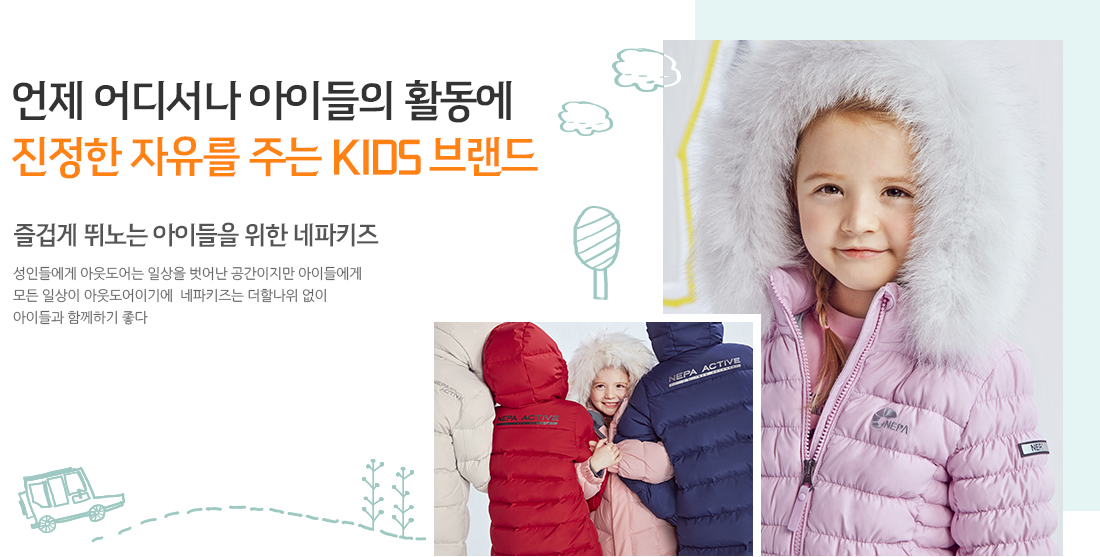 언제 어디서나 아이들의 활동에
진정한 자유를 주는 KIDS 브랜드
즐겁게 뛰노는 아이들을 위한 네파키즈
성인들에게 아웃도어는 일상을 벗어난 공간이지만 아이들에게
모든 일상이 아웃도어이기에 네파키즈는 더할나위 없이
아이들과 함께하기 좋다
NEPA ACTIVE
NEPA ACTIVE
NEPA